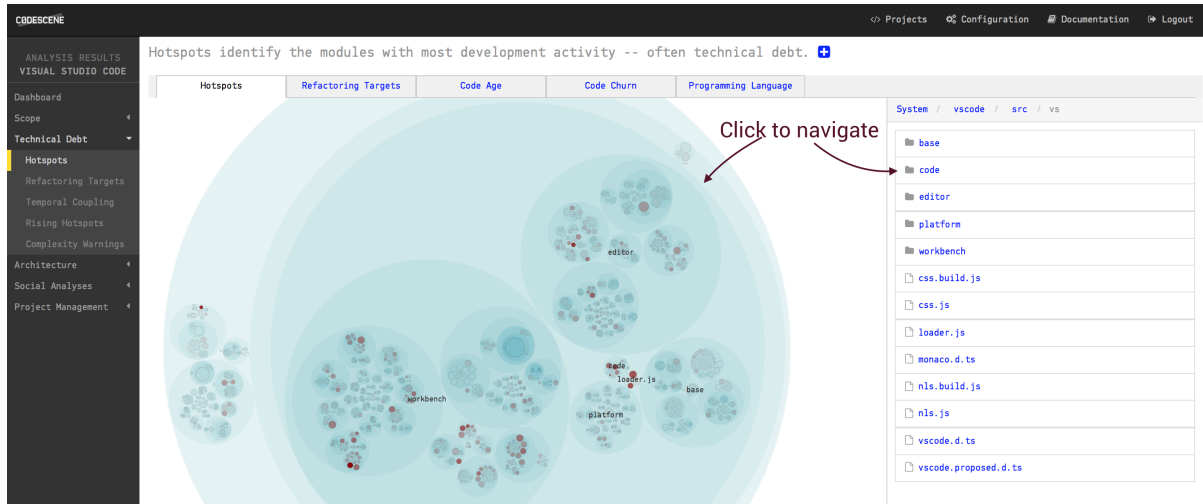 CODESCENE
Projects Configuration Documentation Logout
ANALYSIS RESULTS
VISUAL STUDIO CODE
Dashboard
Scope
Technical Debt
Hotspots
Refactoring Targets
Temporal Coupling
Rising Hotspots
Complexity Warnings
Architecture
Social Analyses
Project Management
Hotspots identify the modules with most development activity -- often technical debt.
Hotspots Refactoring Targets Code Age Code Churn Programming Language
Click to navigate
editor
code
loader.js
base
workbench
platform
System / vscode / src / vs
base
code
editor
platform
workbench
css.build.js
css.js
loader.js
monaco.d.ts
nls.build.js
nls.js
vscode.d.ts
vscode.proposed.d.ts